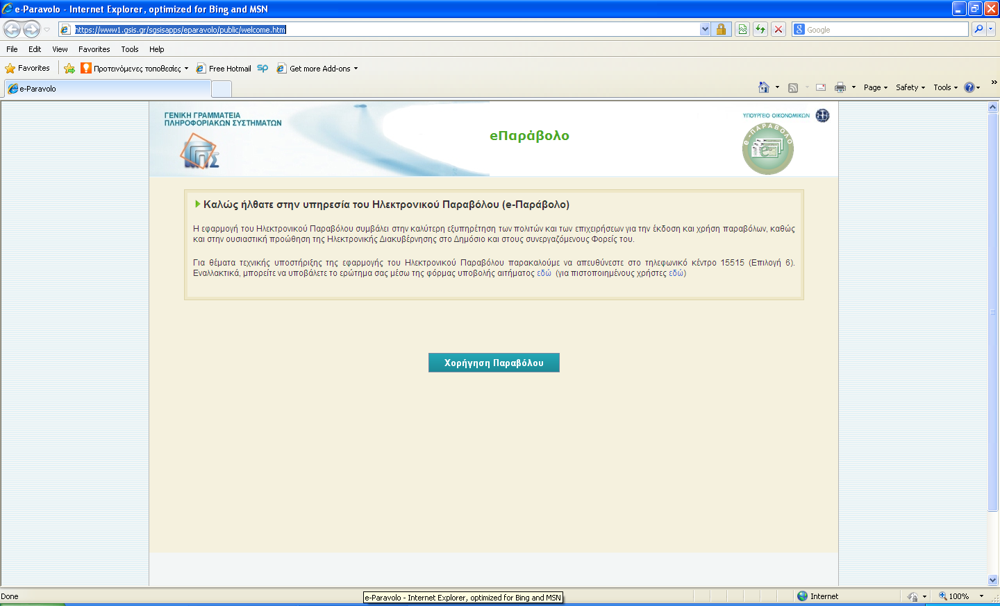 e-Paravolo - Internet Explorer, optimized for Bing and MSN
https://www1.gsis.gr/sgsisapps/eparavolo/public/welcome.htm
Google
File Edit View Favorites Tools Help
Favorites Προτεινόμενες τοποθεσίες Free Hotmail Get more Add-ons
e-Paravolo
Page Safety Tools
ΓΕΝΙΚΗ ΓΡΑΜΜΑΤΕΙΑ
ΠΛΗΡΟΦΟΡΙΑΚΩΝ ΣΥΣΤΗΜΑΤΩΝ
eΠαράβολο
ΥΠΟΥΡΓΕΙΟ ΟΙΚΟΝΟΜΙΚΩΝ
e-ΠΑΡΑΒΟΛΟ
Καλώς ήλθατε στην υπηρεσία του Ηλεκτρονικού Παραβόλου (e-Παράβολο)
Η εφαρμογή του Ηλεκτρονικού Παραβόλου συμβάλει στην καλύτερη εξυπηρέτηση των πολιτών και των επιχειρήσεων για την έκδοση και χρήση παραβόλων, καθώς
και στην ουσιαστική προώθηση της Ηλεκτρονικής Διακυβέρνησης στο Δημόσιο και στους συνεργαζόμενους Φορείς του.
Για θέματα τεχνικής υποστήριξης της εφαρμογής του Ηλεκτρονικού Παραβόλου παρακαλούμε να απευθύνεστε στο τηλεφωνικό κέντρο 15515 (Επιλογή 6).
Εναλλακτικά, μπορείτε να υποβάλετε το ερώτημα σας μέσω της φόρμας υποβολής αιτήματος εδώ (για πιστοποιημένους χρήστες εδώ)
Χορήγηση Παραβόλου
Done
e-Paravolo - Internet Explorer, optimized for Bing and MSN
Internet
100%